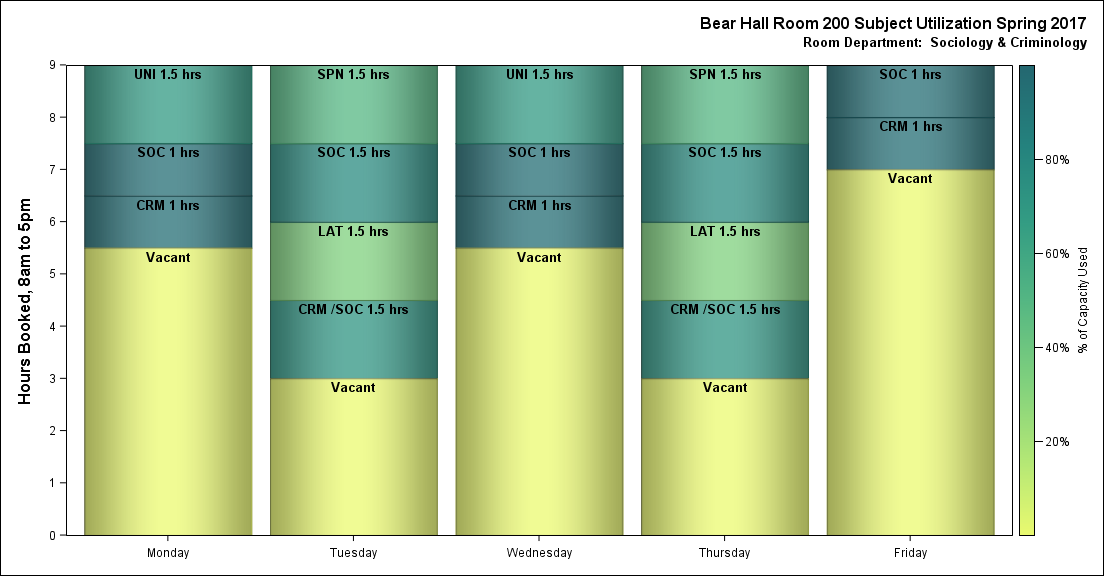 Bear Hall Room 200 Subject Utilization Spring 2017
Room Department:  Sociology & Criminology
Hours Booked, 8am to 5pm
9
8
7
6
5
4
3
2
1
0
UNI 1.5 hrs
SOC 1 hrs
CRM 1 hrs
Vacant
SPN 1.5 hrs
SOC 1.5 hrs
LAT 1.5 hrs
CRM /SOC 1.5 hrs
Vacant
UNI 1.5 hrs
SOC 1 hrs
CRM 1 hrs
Vacant
SPN 1.5 hrs
SOC 1.5 hrs
LAT 1.5 hrs
CRM /SOC 1.5 hrs
Vacant
SOC 1 hrs
CRM 1 hrs
Vacant
Monday
Tuesday
Wednesday
Thursday
Friday
80%
60%
40%
20%
% of Capacity Used